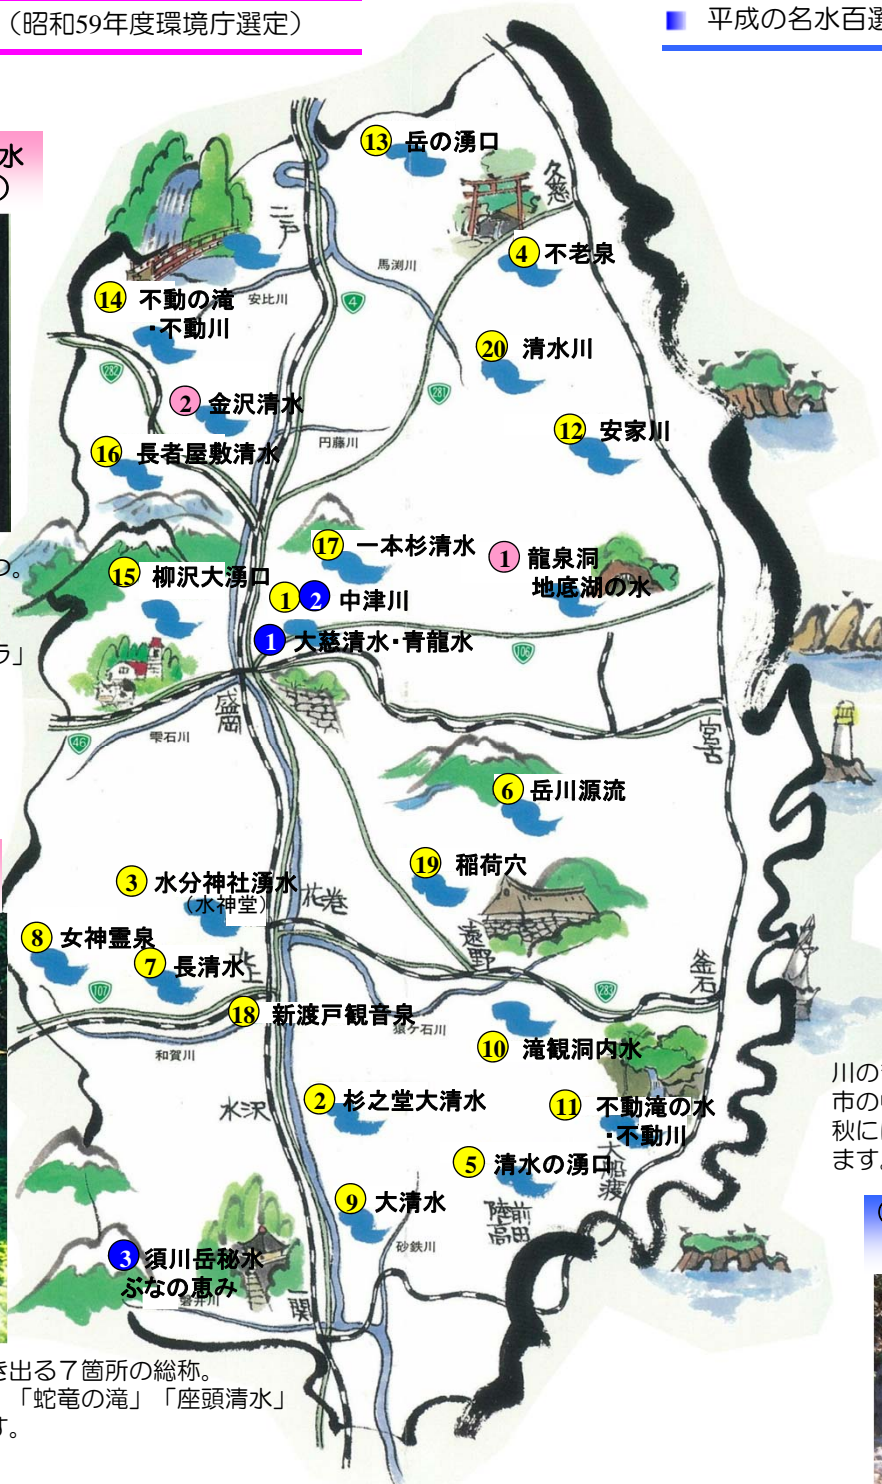 (昭和59年度環境庁選定)
平成の名水百選
水
)
13 岳の湧口
久慈
二戸
4 不老泉
馬渕川
安比川
14 不動の滝
・不動川
4
20 清水川
282
281
2 金沢清水
12 安家川
円藤川
16 長者屋敷清水
17 一本杉清水
1 龍泉洞
地底湖の水
つ。
15 柳沢大湧口
1 2 中津川
1 大慈清水・青龍水
ラ」
106
盛岡
宮古
46
雫石川
6 岳川源流
19 稲荷穴
3 水分神社湧水
(水神堂)
花巻
8 女神霊泉
遠野
7 長清水
北上
釜石
107
283
18 新渡戸観音泉
猿ケ石川
和賀川
10 滝観洞内水
川の
2 杉之堂大清水
11 不動滝の水
・不動川
市の
水沢
秋に
ます。
5 清水の湧口
大船渡
9 大清水
陸前
高田
砂鉄川
3 須川岳秘水
ぶなの恵み
磐井川
一関
(
き出る7箇所の総称。
「蛇竜の滝」「座頭清水」
す。